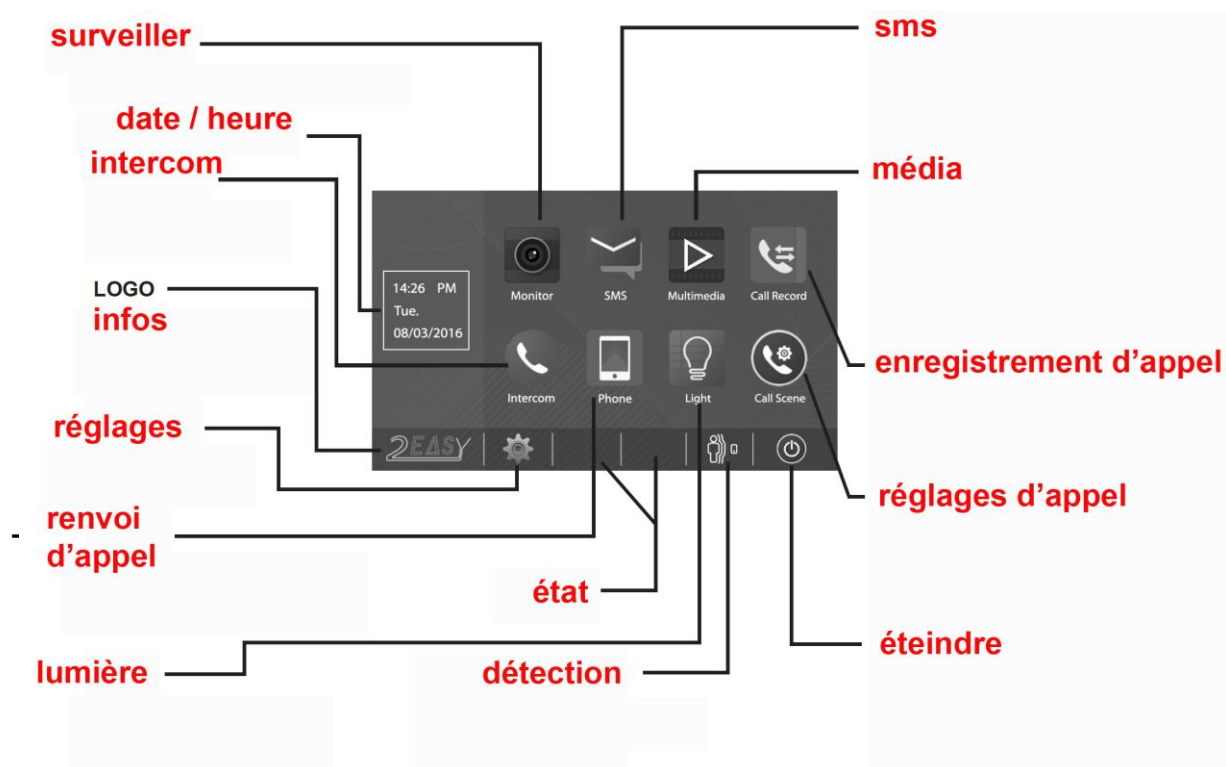 surveiller
sms
date / heure
intercom
média
14:26 PM
Tue.
08/03/2016
Monitor
SMS
Multimedia
Call Record
LOGO
infos
enregistrement d’appel
Intercom
Phone
Light
Call Scene
réglages
2EASY
réglages d’appel
renvoi
d’appel
état
éteindre
lumière
détection